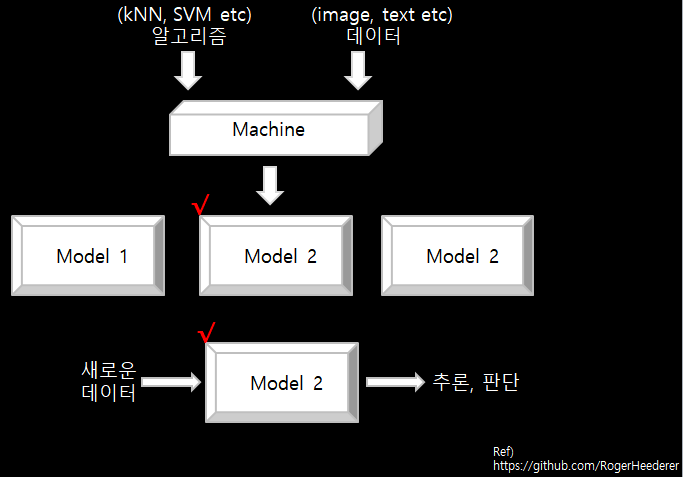 (kNN, SVM etc)
알고리즘
(image, text etc)
데이터
Machine
√
Model 1
Model 2
Model 2
√
새로운
데이터
Model 2
추론, 판단
Ref)
https://github.com/RogerHeederer